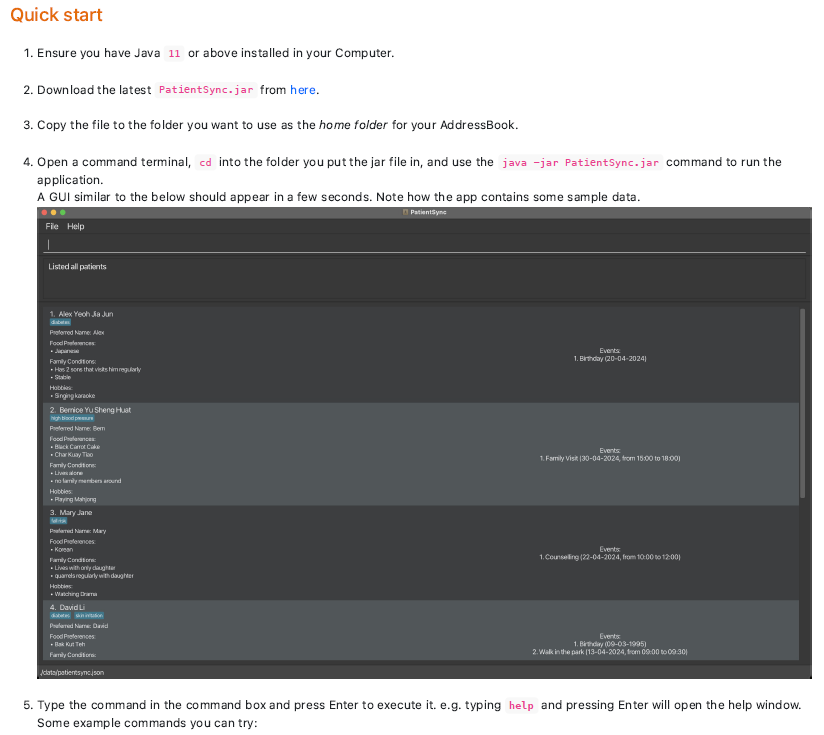 Quick start
1. Ensure you have Java 11 or above installed in your Computer.
2. Download the latest PatientSync.jar from here.
3. Copy the file to the folder you want to use as the home folder for your AddressBook.
4. Open a command terminal, cd into the folder you put the jar file in, and use the java -jar PatientSync.jar command to run the
application.
A GUI similar to the below should appear in a few seconds. Note how the app contains some sample data.
PatientSync
File Help
Listed all patients
1. Alex Yeoh Jia Jun
diabetes
Preferred Name: Alex
Food Preferences:
• Japanese
Family Conditions:
• Has 2 sons that visits him regularly
• Stable
Hobbies:
• Singing karaoke
Events:
1. Birthday (20-04-2024)
2. Bernice Yu Sheng Huat
high blood pressure
Preferred Name: Bern
Food Preferences:
• Black Carrot Cake
• Char Kuay Tiao
Family Conditions:
• Lives alone
• no family members around
Hobbies:
• Playing Mahjong
Events:
1. Family Visit (30-04-2024, from 15:00 to 18:00)
3. Mary Jane
Preferred Name: Mary
Food Preferences:
• Korean
Family Conditions:
• Lives with only daughter
• quarrels regularly with daughter
Hobbies:
• Watching Drama
Events:
1. Counselling (22-04-2024, from 10:00 to 12:00)
4. David Li
diabetes skin irritation
Preferred Name: David
Food Preferences:
• Bak Kut Teh
Family Conditions:
Events:
1. Birthday (09-03-1995)
2. Walk in the park (13-04-2024, from 09:00 to 09:30)
./data/patientsync.json
5. Type the command in the command box and press Enter to execute it. e.g. typing help and pressing Enter will open the help window.
Some example commands you can try: